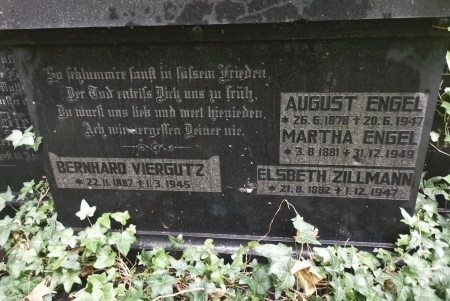 So schlummre sanft in süssem Frieden
Der Tod entriss Dich uns zu früh,
Du warst uns lieb und wert hienieden,
Ach wir vergessen Deiner nie.
BERNHARD VIERGUTZ
* 22.11.1887 † 1.3.1945
AUGUST ENGEL
* 26.6.1878 † 20.6.1947
MARTHA ENGEL
* 3.8.1881 † 31.12.1949
ELSBETH ZILLMANN
* 21.8.1882 † 1.12.1947